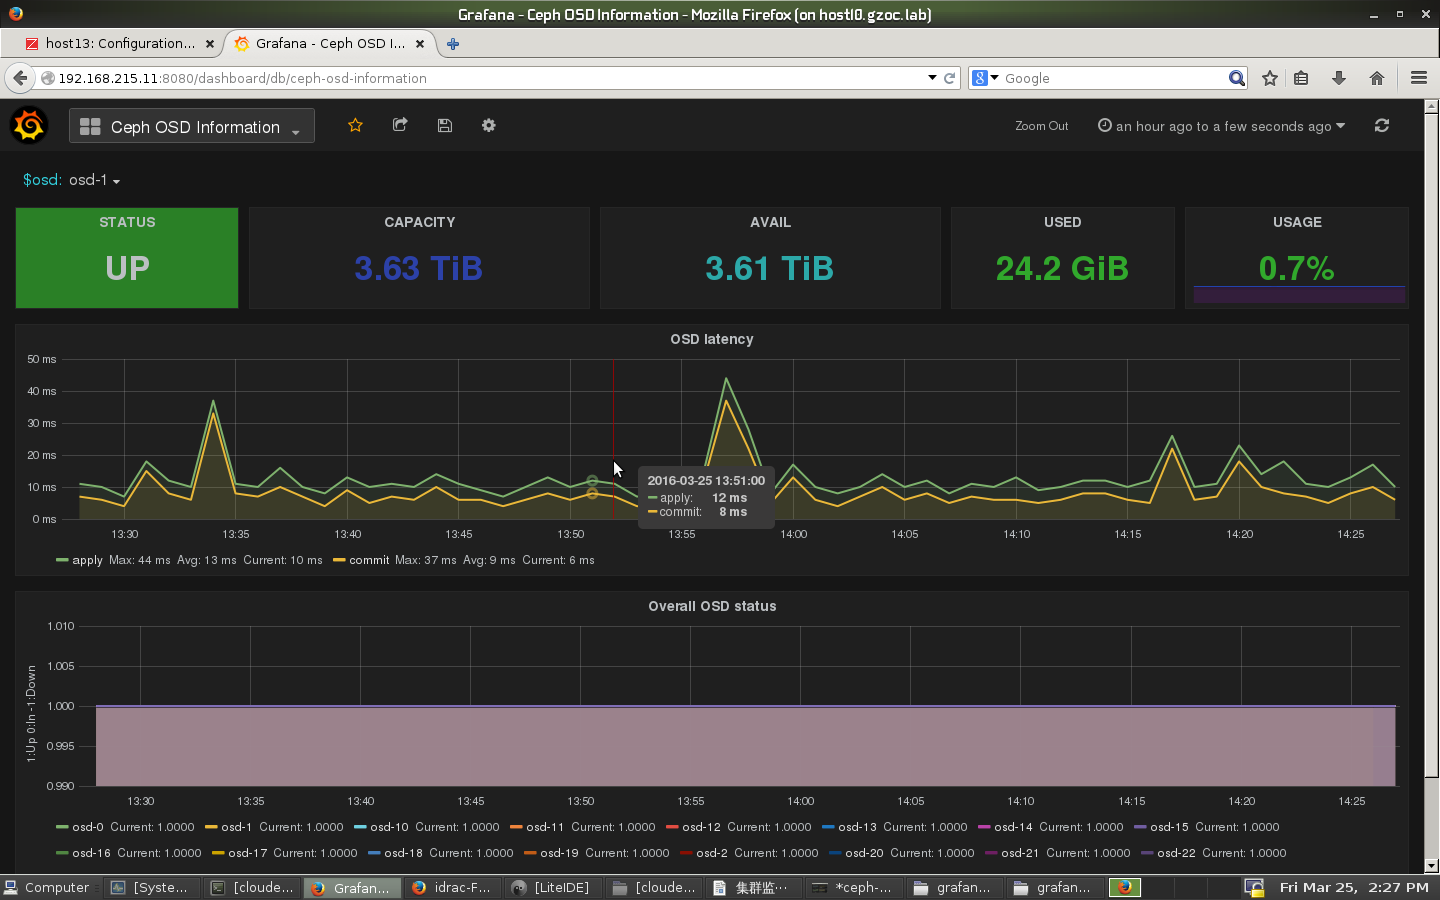 Grafana - Ceph OSD Information - Mozilla Firefox (on host10.gzoc.lab)
host13: Configuration... Grafana - Ceph OSD I...
192.168.215.11:8080/dashboard/db/ceph-osd-information 8 Google
Ceph OSD Information Zoom Out an hour ago to a few seconds ago
$osd: osd-1
STATUS CAPACITY AVAIL USED USAGE
UP 3.63 TiB 3.61 TiB 24.2 GiB 0.7%
OSD latency
50 ms
40 ms
30 ms
20 ms
10 ms
0 ms
2016-03-25 13:51:00
apply: 12 ms
commit: 8 ms
13:30 13:35 13:40 13:45 13:50 13:55 14:00 14:05 14:10 14:15 14:20 14:25
apply Max: 44 ms Avg: 13 ms Current: 10 ms commit Max: 37 ms Avg: 9 ms Current: 6 ms
Overall OSD status
1:Up 0:In -1:Down
1.010
1.005
1.000
0.995
0.990
13:30 13:35 13:40 13:45 13:50 13:55 14:00 14:05 14:10 14:15 14:20 14:25
osd-0 Current: 1.0000 osd-1 Current: 1.0000 osd-10 Current: 1.0000 osd-11 Current: 1.0000 osd-12 Current: 1.0000 osd-13 Current: 1.0000 osd-14 Current: 1.0000 osd-15 Current: 1.0000
osd-16 Current: 1.0000 osd-17 Current: 1.0000 osd-18 Current: 1.0000 osd-19 Current: 1.0000 osd-2 Current: 1.0000 osd-20 Current: 1.0000 osd-21 Current: 1.0000 osd-22 Current: 1.0000
Computer [Syste... [cloude... Grafan... idrac-F... [LiteIDE] [cloude... 集群监... *ceph-... grafan... grafan... Fri Mar 25, 2:27 PM